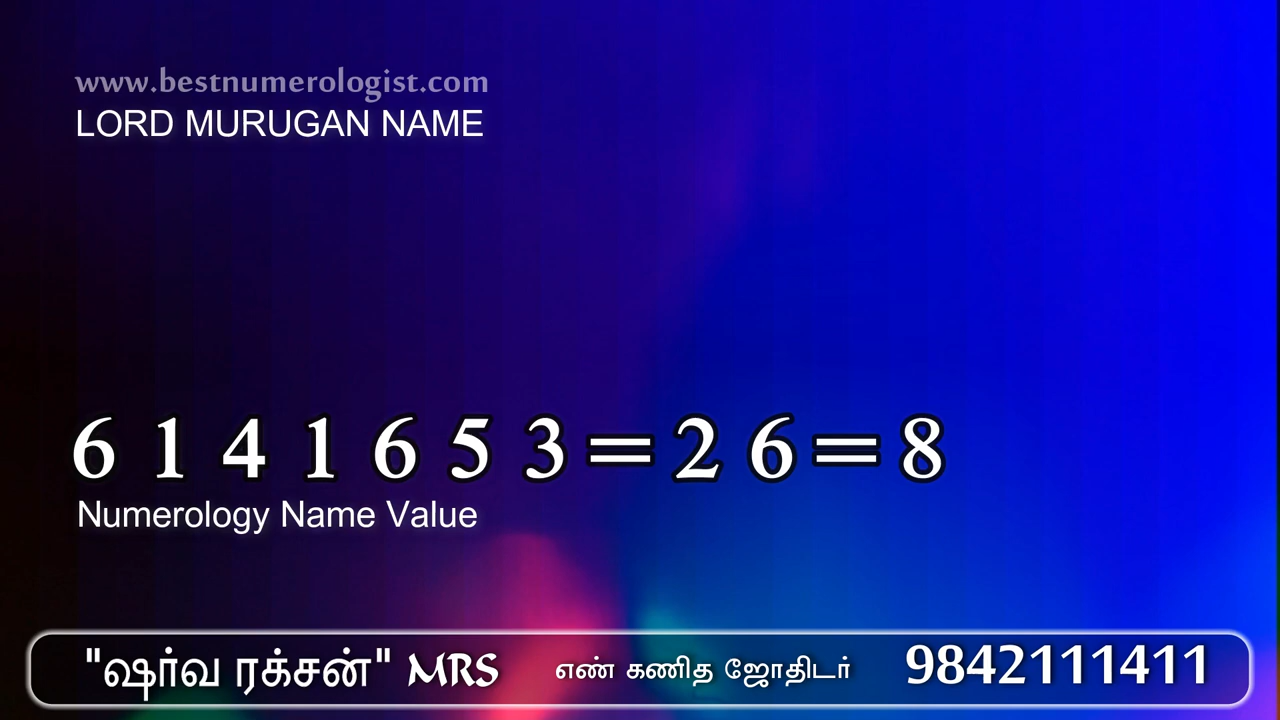 www.bestnumerologist.com
LORD MURUGAN NAME
6 1 4 1 6 5 3 = 2 6 = 8
Numerology Name Value
"ஷர்வ ரக்சன்" MRS எண் கணித ஜோதிடர் 9842111411